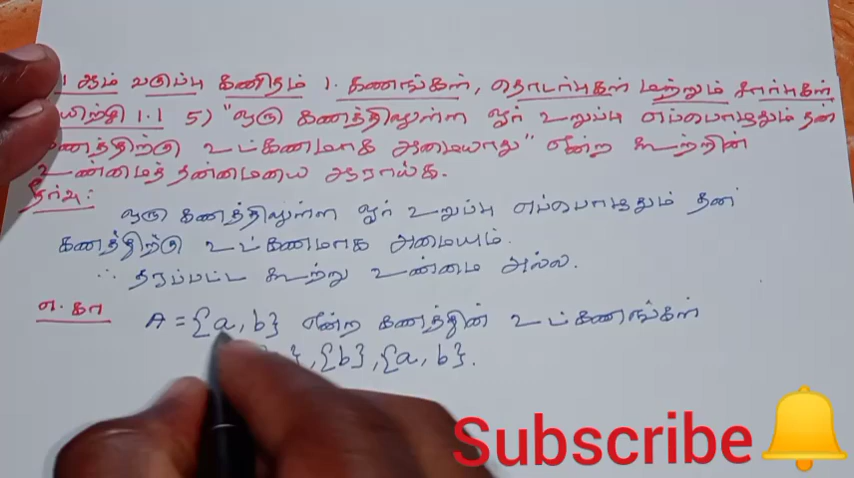 ஆம் வகுப்பு கணிதம் 1. கணங்கள், தொடர்புகள் மற்றும் சார்புகள்
1.1 5) "ஒரு கணத்திலுள்ள ஓர் உறுப்பு எப்பொழுதும் தன்
கணத்திற்கு உட்கணமாக அமையாது" என்ற கூற்றின்
உண்மைத் தன்மையை ஆராய்க.
தீர்வு:
ஒரு கணத்திலுள்ள ஓர் உறுப்பு எப்பொழுதும் தன்
கணத்திற்கு உட்கணமாக அமையும்.
∴ தரப்பட்ட கூற்று உண்மை அல்ல.
எ.கா A = {a, b} என்ற கணத்தின் உட்கணங்கள்
}, {b}, {a, b}.
Subscribe